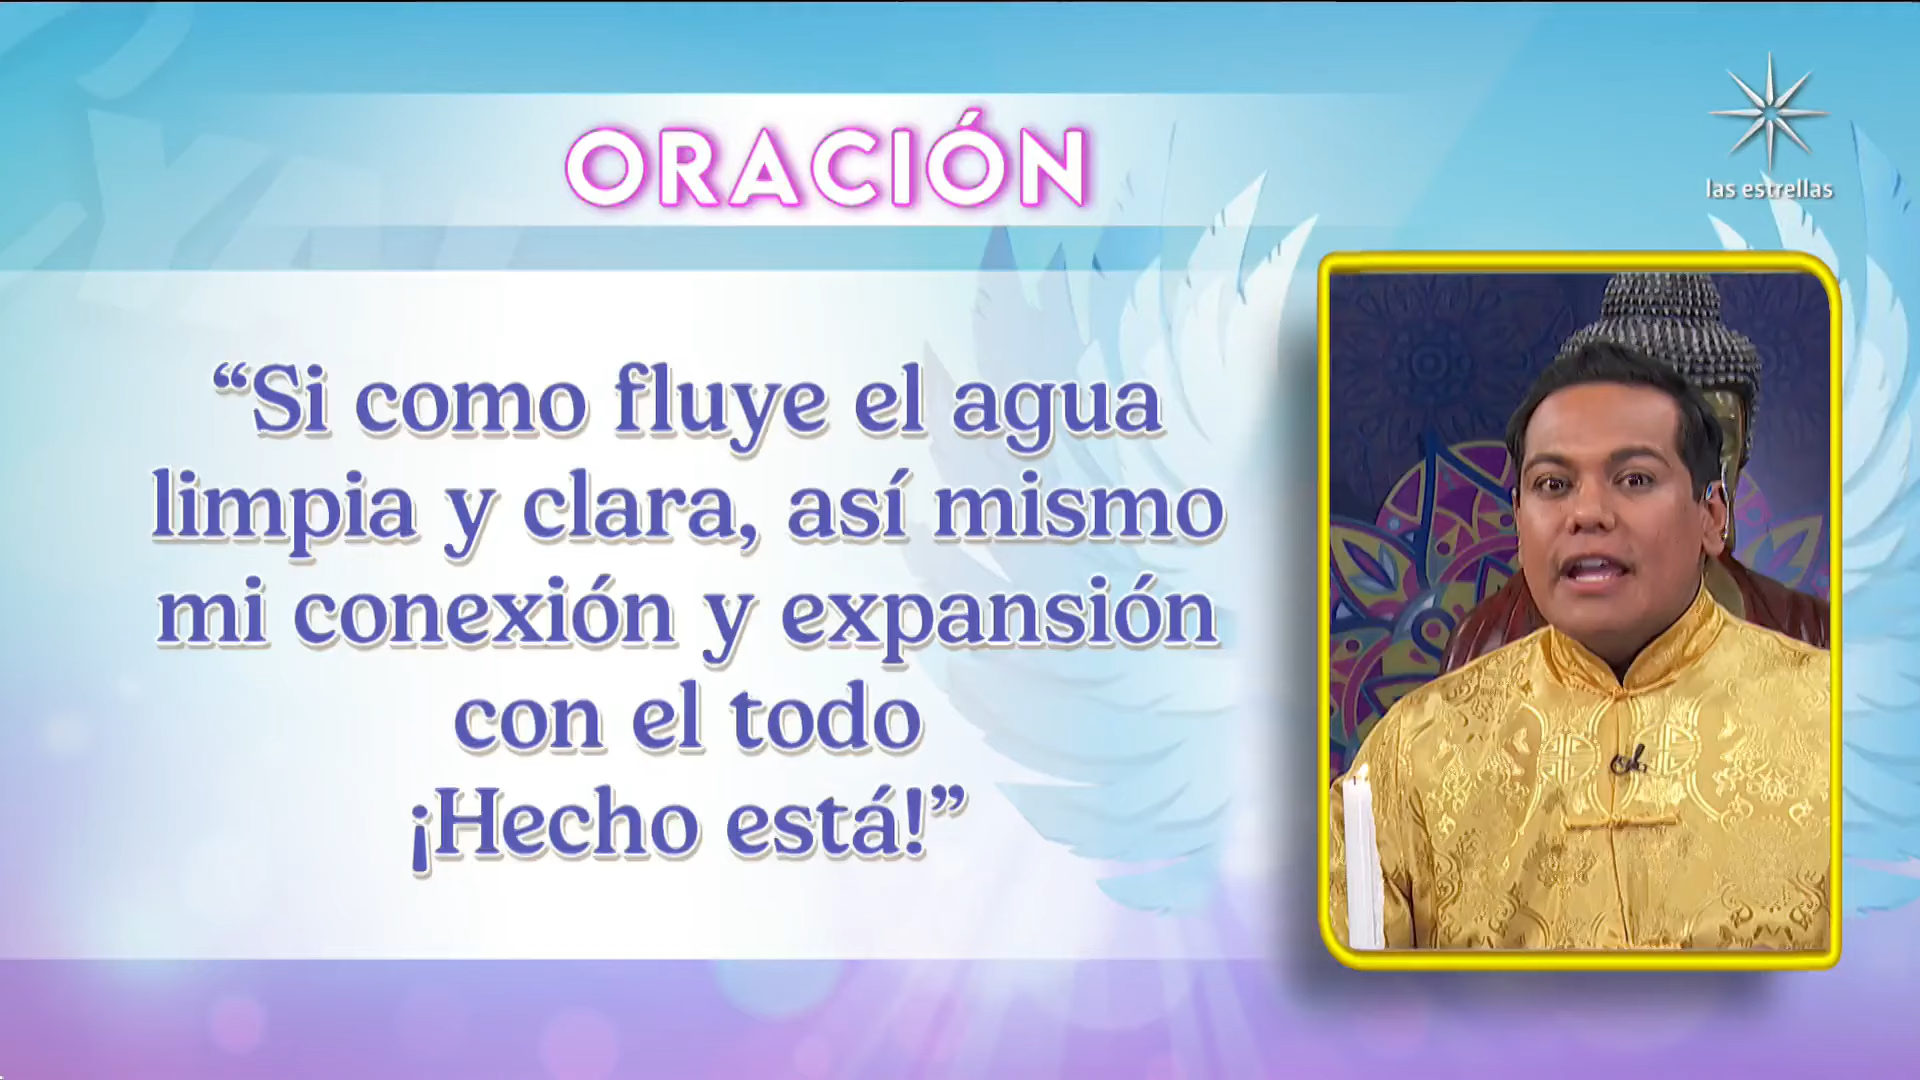 ORACIÓN
las estrellas
“Si como fluye el agua
limpia y clara, así mismo
mi conexión y expansión
con el todo
¡Hecho está!”